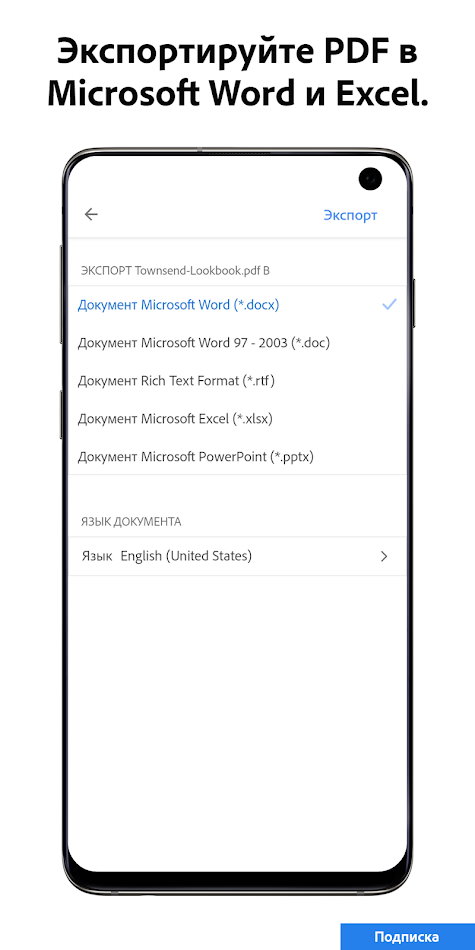 Экспортируйте PDF в
Microsoft Word и Excel.
Экспорт
ЭКСПОРТ Townsend-Lookbook.pdf В
Документ Microsoft Word (*.docx)
Документ Microsoft Word 97 - 2003 (*.doc)
Документ Rich Text Format (*.rtf)
Документ Microsoft Excel (*.xlsx)
Документ Microsoft PowerPoint (*.pptx)
ЯЗЫК ДОКУМЕНТА
Язык English (United States)
Подписка